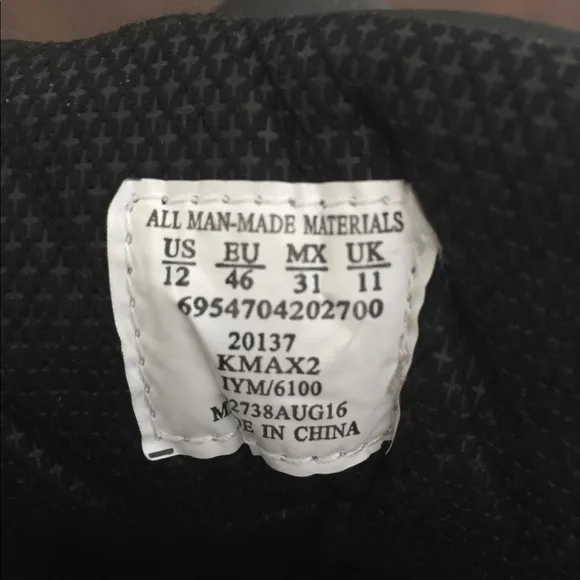 ALL MAN-MADE MATERIALS
US EU MX UK
12 46 31 11
6954704202700
20137
KMAX2
IYM/6100
M2738AUG16
IN CHINA